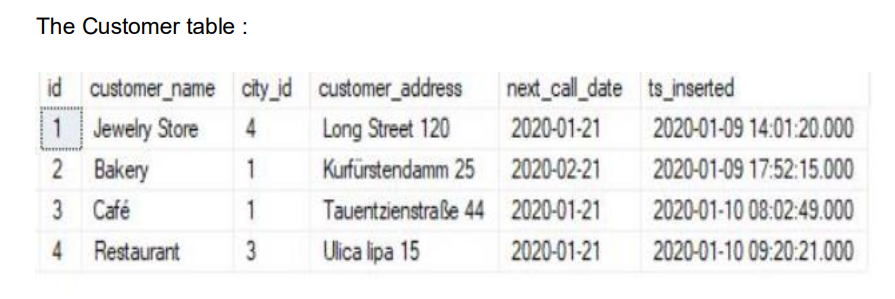 The Customer table :
id customer_name city_id customer_address next_call_date ts_inserted
1 Jewelry Store 4 Long Street 120 2020-01-21 2020-01-09 14:01:20.000
2 Bakery 1 Kurfürstendamm 25 2020-02-21 2020-01-09 17:52:15.000
3 Café 1 Tauentzienstraße 44 2020-01-21 2020-01-10 08:02:49.000
4 Restaurant 3 Ulica lipa 15 2020-01-21 2020-01-10 09:20:21.000